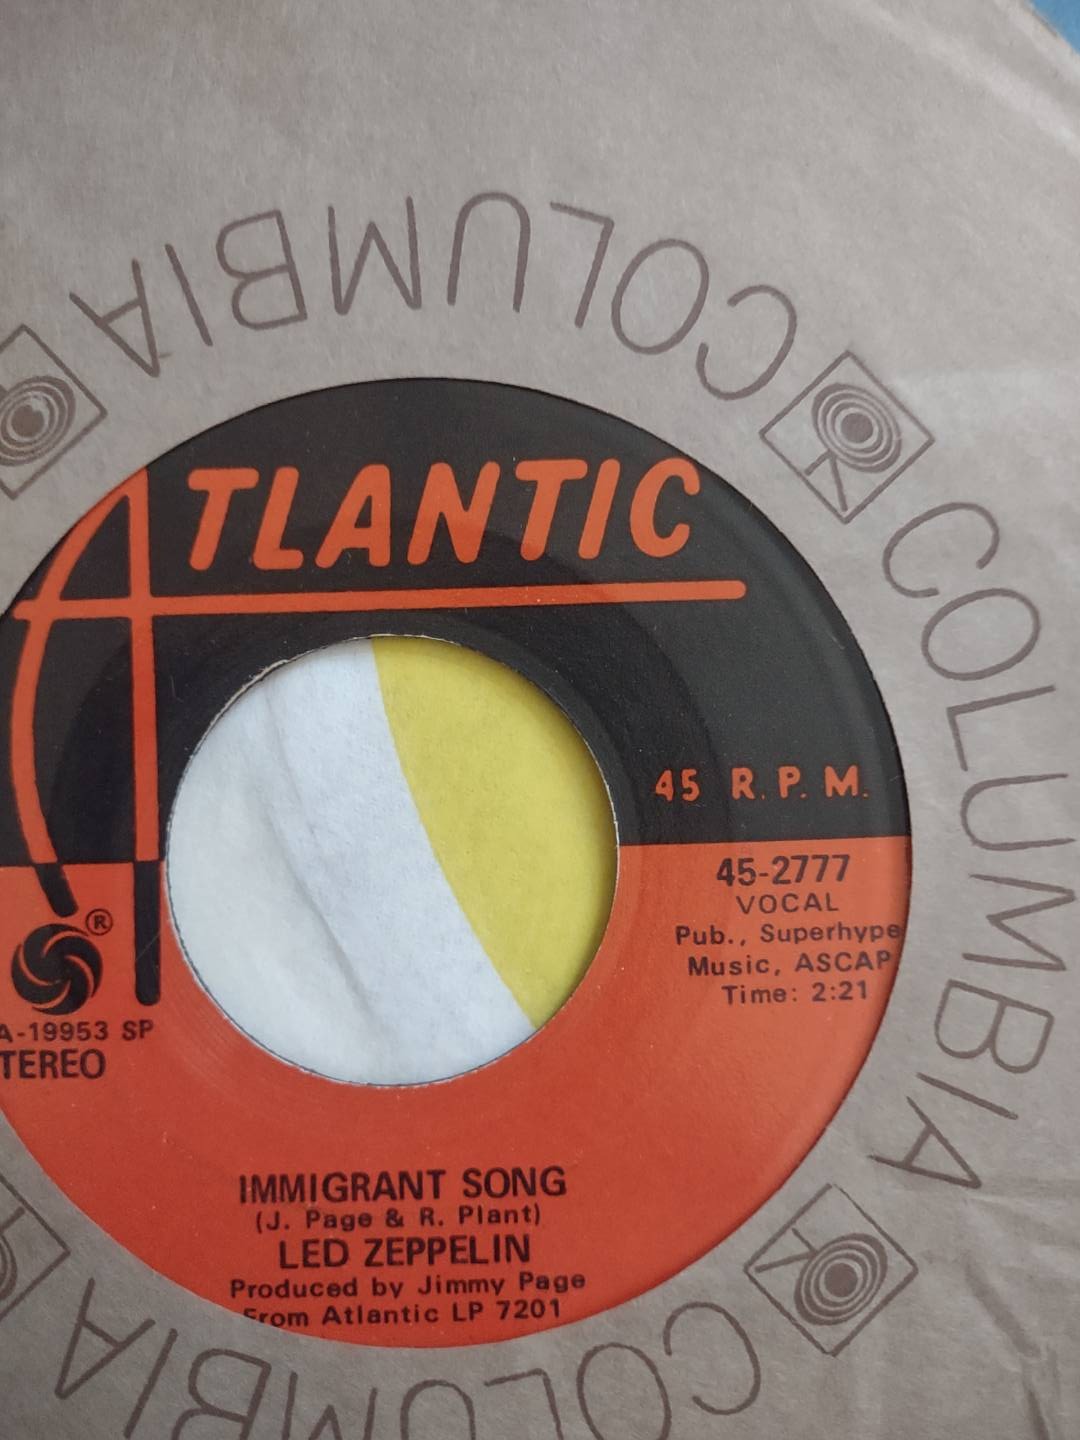 COLUMBIA
COLUMBIA
ATLANTIC
45 R.P.M.
45-2777
VOCAL
Pub., Superhype
Music, ASCAP
Time: 2:21
®
A-19953 SP
TEREO
IMMIGRANT SONG
(J. Page & R. Plant)
LED ZEPPELIN
Produced by Jimmy Page
From Atlantic LP 7201
COLUMBIA